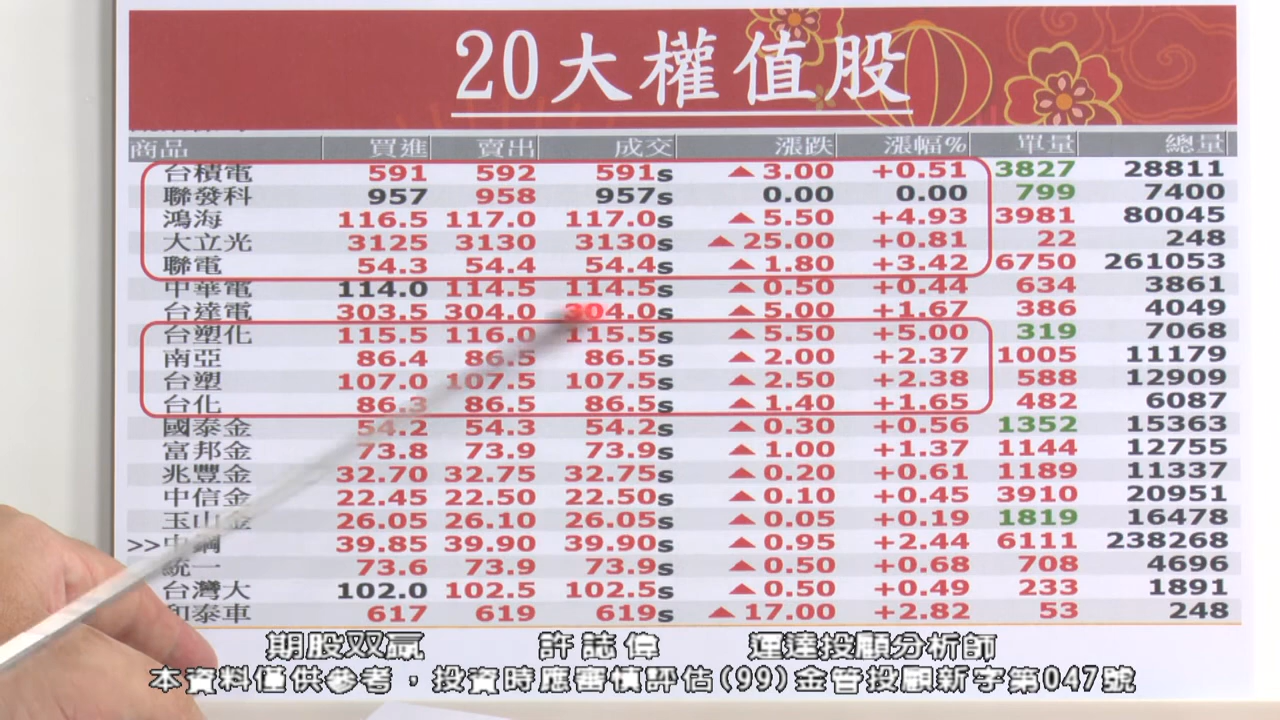 20大權值股
商品 買進 賣出 成交 漲跌 漲幅% 單量 總量
台積電 591 592 591s ▲3.00 +0.51 3827 28811
聯發科 957 958 957s 0.00 0.00 799 7400
鴻海 116.5 117.0 117.0s ▲5.50 +4.93 3981 80045
大立光 3125 3130 3130s ▲25.00 +0.81 22 248
聯電 54.3 54.4 54.4s ▲1.80 +3.42 6750 261053
中華電 114.0 114.5 114.5s ▲0.50 +0.44 634 3861
台達電 303.5 304.0 304.0s ▲5.00 +1.67 386 4049
台塑化 115.5 116.0 115.5s ▲5.50 +5.00 319 7068
南亞 86.4 86.5 86.5s ▲2.00 +2.37 1005 11179
台塑 107.0 107.5 107.5s ▲2.50 +2.38 588 12909
台化 86.3 86.5 86.5s ▲1.40 +1.65 482 6087
國泰金 54.2 54.3 54.2s ▲0.30 +0.56 1352 15363
富邦金 73.8 73.9 73.9s ▲1.00 +1.37 1144 12755
兆豐金 32.70 32.75 32.75s ▲0.20 +0.61 1189 11337
中信金 22.45 22.50 22.50s ▲0.10 +0.45 3910 20951
玉山金 26.05 26.10 26.05s ▲0.05 +0.19 1819 16478
>>中鋼 39.85 39.90 39.90s ▲0.95 +2.44 6111 238268
統一 73.6 73.9 73.9s ▲0.50 +0.68 708 4696
台灣大 102.0 102.5 102.5s ▲0.50 +0.49 233 1891
和泰車 617 619 619s ▲17.00 +2.82 53 248
期股双贏 許誌偉 運達投顧分析師
本資料僅供參考，投資時應審慎評估(99)金管投顧新字第047號